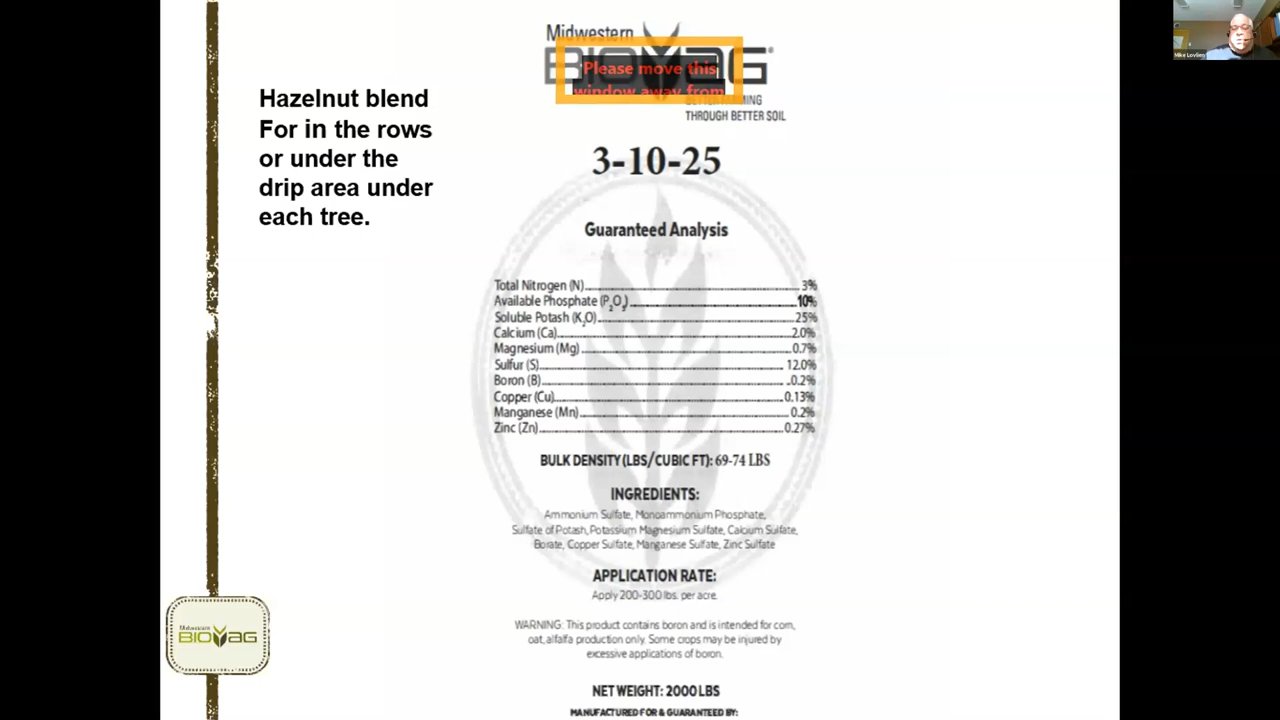 Hazelnut blend
For in the rows
or under the
drip area under
each tree.
Midwestern
BIOAG®
Please move this
window away from
THROUGH BETTER SOIL
3-10-25
Guaranteed Analysis
Total Nitrogen (N) 3%
Available Phosphate (P2O5) 10%
Soluble Potash (K2O) 25%
Calcium (Ca) 2.0%
Magnesium (Mg) 0.7%
Sulfur (S) 12.0%
Boron (B) .0.2%
Copper (Cu) 0.13%
Manganese (Mn) 0.2%
Zinc (Zn) 0.27%
BULK DENSITY (LBS/CUBIC FT): 69-74 LBS
INGREDIENTS:
Ammonium Sulfate, Monoammonium Phosphate,
Sulfate of Potash, Potassium Magnesium Sulfate, Calcium Sulfate,
Borate, Copper Sulfate, Manganese Sulfate, Zinc Sulfate
APPLICATION RATE:
Apply 200-300 lbs. per acre.
WARNING: This product contains boron and is intended for corn,
oat, alfalfa production only. Some crops may be injured by
excessive applications of boron.
NET WEIGHT: 2000 LBS
MANUFACTURED FOR & GUARANTEED BY:
Midwestern
BIOAG
Mike Lovlien